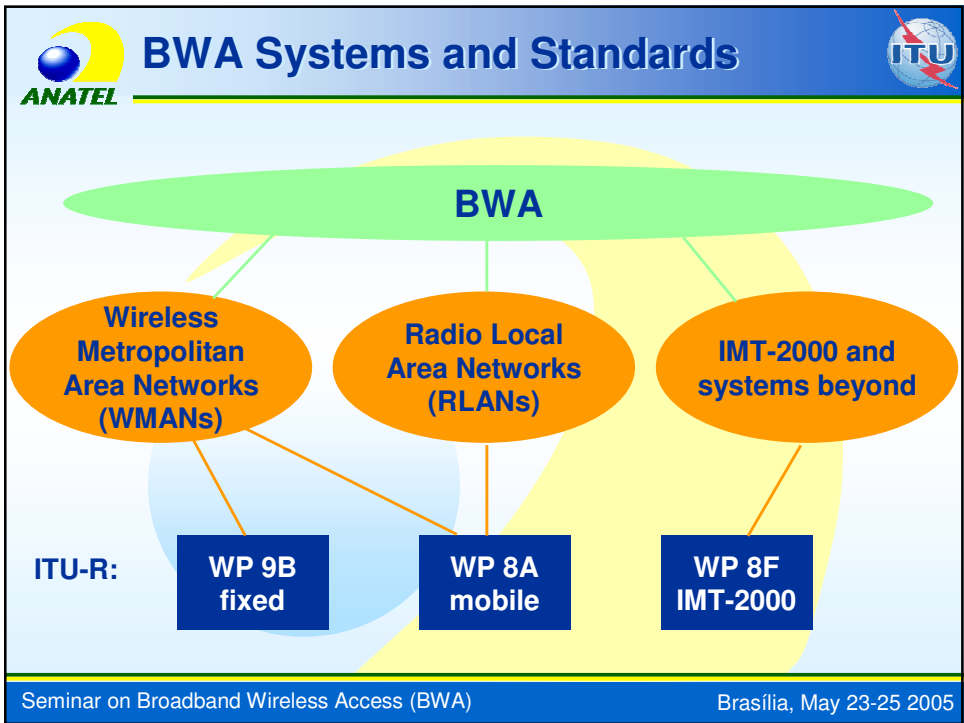 BWA Systems and Standards
ANATEL
ITU
BWA
Wireless
Metropolitan
Area Networks
(WMANs)
Radio Local
Area Networks
(RLANs)
IMT-2000 and
systems beyond
ITU-R:
WP 9B
fixed
WP 8A
mobile
WP 8F
IMT-2000
Seminar on Broadband Wireless Access (BWA)
Brasília, May 23-25 2005